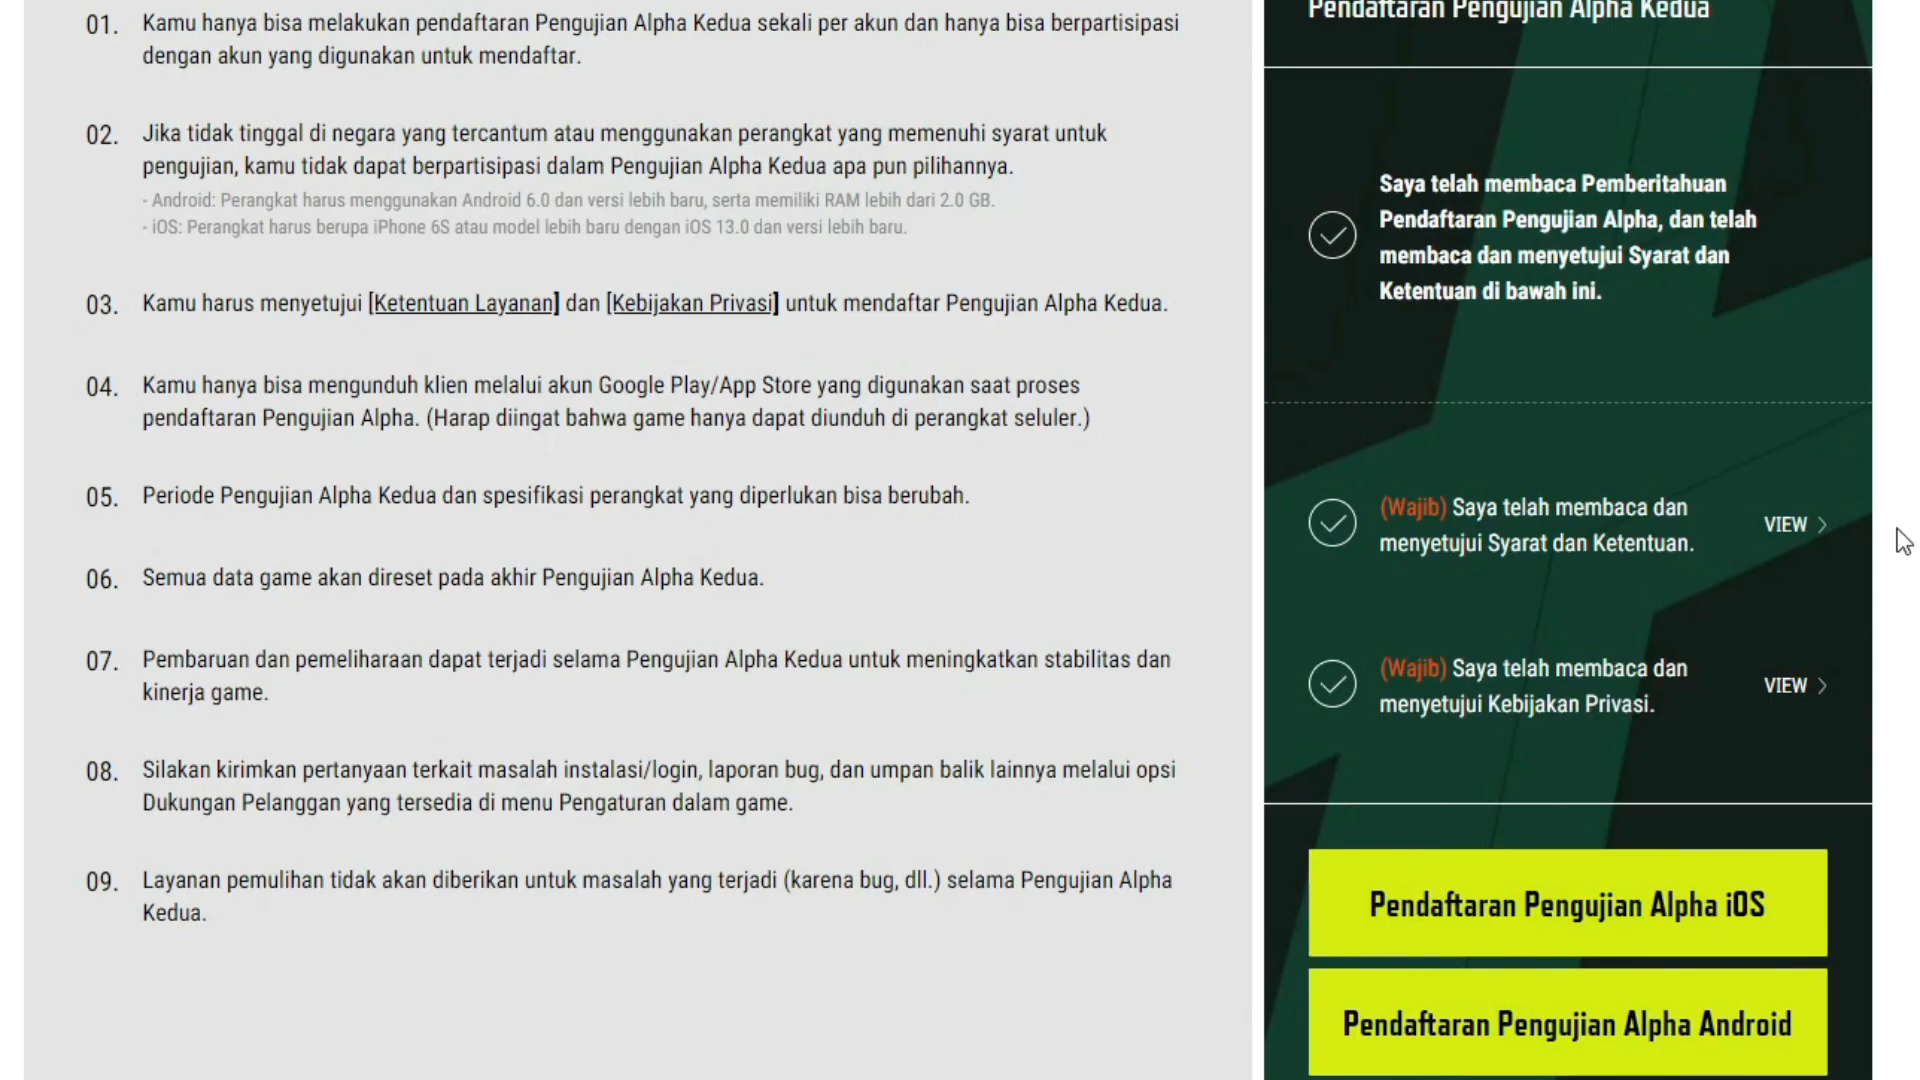 01. Kamu hanya bisa melakukan pendaftaran Pengujian Alpha Kedua sekali per akun dan hanya bisa berpartisipasi
dengan akun yang digunakan untuk mendaftar.
02. Jika tidak tinggal di negara yang tercantum atau menggunakan perangkat yang memenuhi syarat untuk
pengujian, kamu tidak dapat berpartisipasi dalam Pengujian Alpha Kedua apa pun pilihannya.
- Android: Perangkat harus menggunakan Android 6.0 dan versi lebih baru, serta memiliki RAM lebih dari 2.0 GB.
- iOS: Perangkat harus berupa iPhone 6S atau model lebih baru dengan iOS 13.0 dan versi lebih baru.
03. Kamu harus menyetujui [Ketentuan Layanan] dan [Kebijakan Privasi] untuk mendaftar Pengujian Alpha Kedua.
04. Kamu hanya bisa mengunduh klien melalui akun Google Play/App Store yang digunakan saat proses
pendaftaran Pengujian Alpha. (Harap diingat bahwa game hanya dapat diunduh di perangkat seluler.)
05. Periode Pengujian Alpha Kedua dan spesifikasi perangkat yang diperlukan bisa berubah.
06. Semua data game akan direset pada akhir Pengujian Alpha Kedua.
07. Pembaruan dan pemeliharaan dapat terjadi selama Pengujian Alpha Kedua untuk meningkatkan stabilitas dan
kinerja game.
08. Silakan kirimkan pertanyaan terkait masalah instalasi/login, laporan bug, dan umpan balik lainnya melalui opsi
Dukungan Pelanggan yang tersedia di menu Pengaturan dalam game.
09. Layanan pemulihan tidak akan diberikan untuk masalah yang terjadi (karena bug, dll.) selama Pengujian Alpha
Kedua.
Pendaftaran Pengujian Alpha Kedua
Saya telah membaca Pemberitahuan
Pendaftaran Pengujian Alpha, dan telah
membaca dan menyetujui Syarat dan
Ketentuan di bawah ini.
(Wajib) Saya telah membaca dan
menyetujui Syarat dan Ketentuan.
VIEW >
(Wajib) Saya telah membaca dan
menyetujui Kebijakan Privasi.
VIEW >
Pendaftaran Pengujian Alpha iOS
Pendaftaran Pengujian Alpha Android